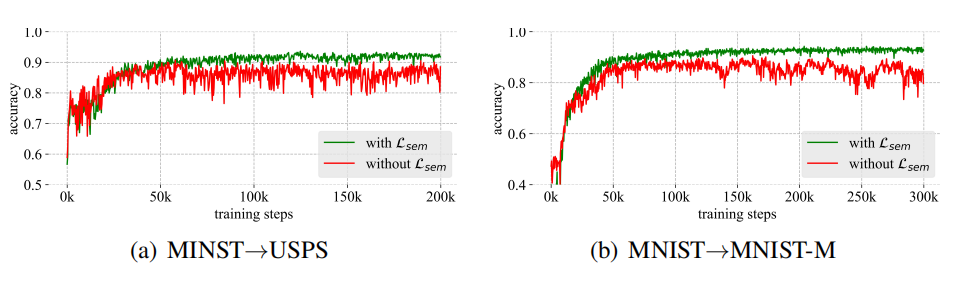 1.0
0.9
0.8
0.7
0.6
0.5
accuracy
with ℒsem
without ℒsem
0k 50k 100k 150k 200k
training steps
(a) MINST→USPS
1.0
0.8
0.6
0.4
accuracy
with ℒsem
without ℒsem
0k 50k 100k 150k 200k 250k 300k
training steps
(b) MNIST→MNIST-M